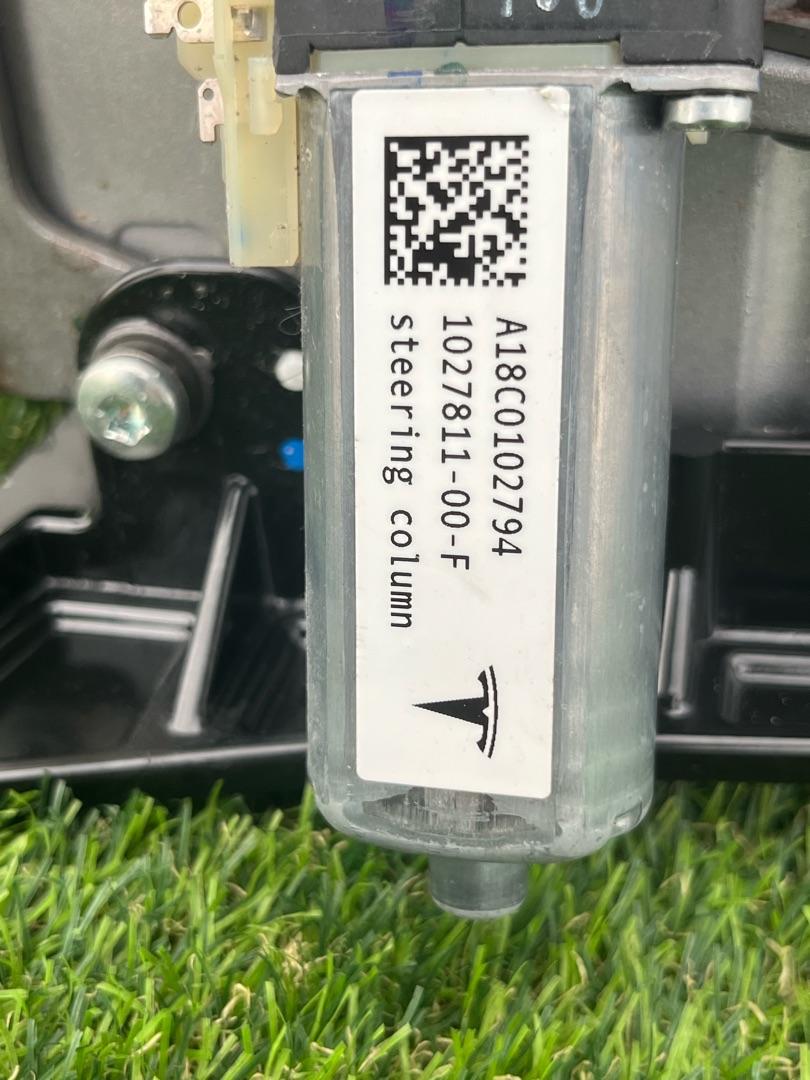 A18C0102794
1027811-00-F
steering column